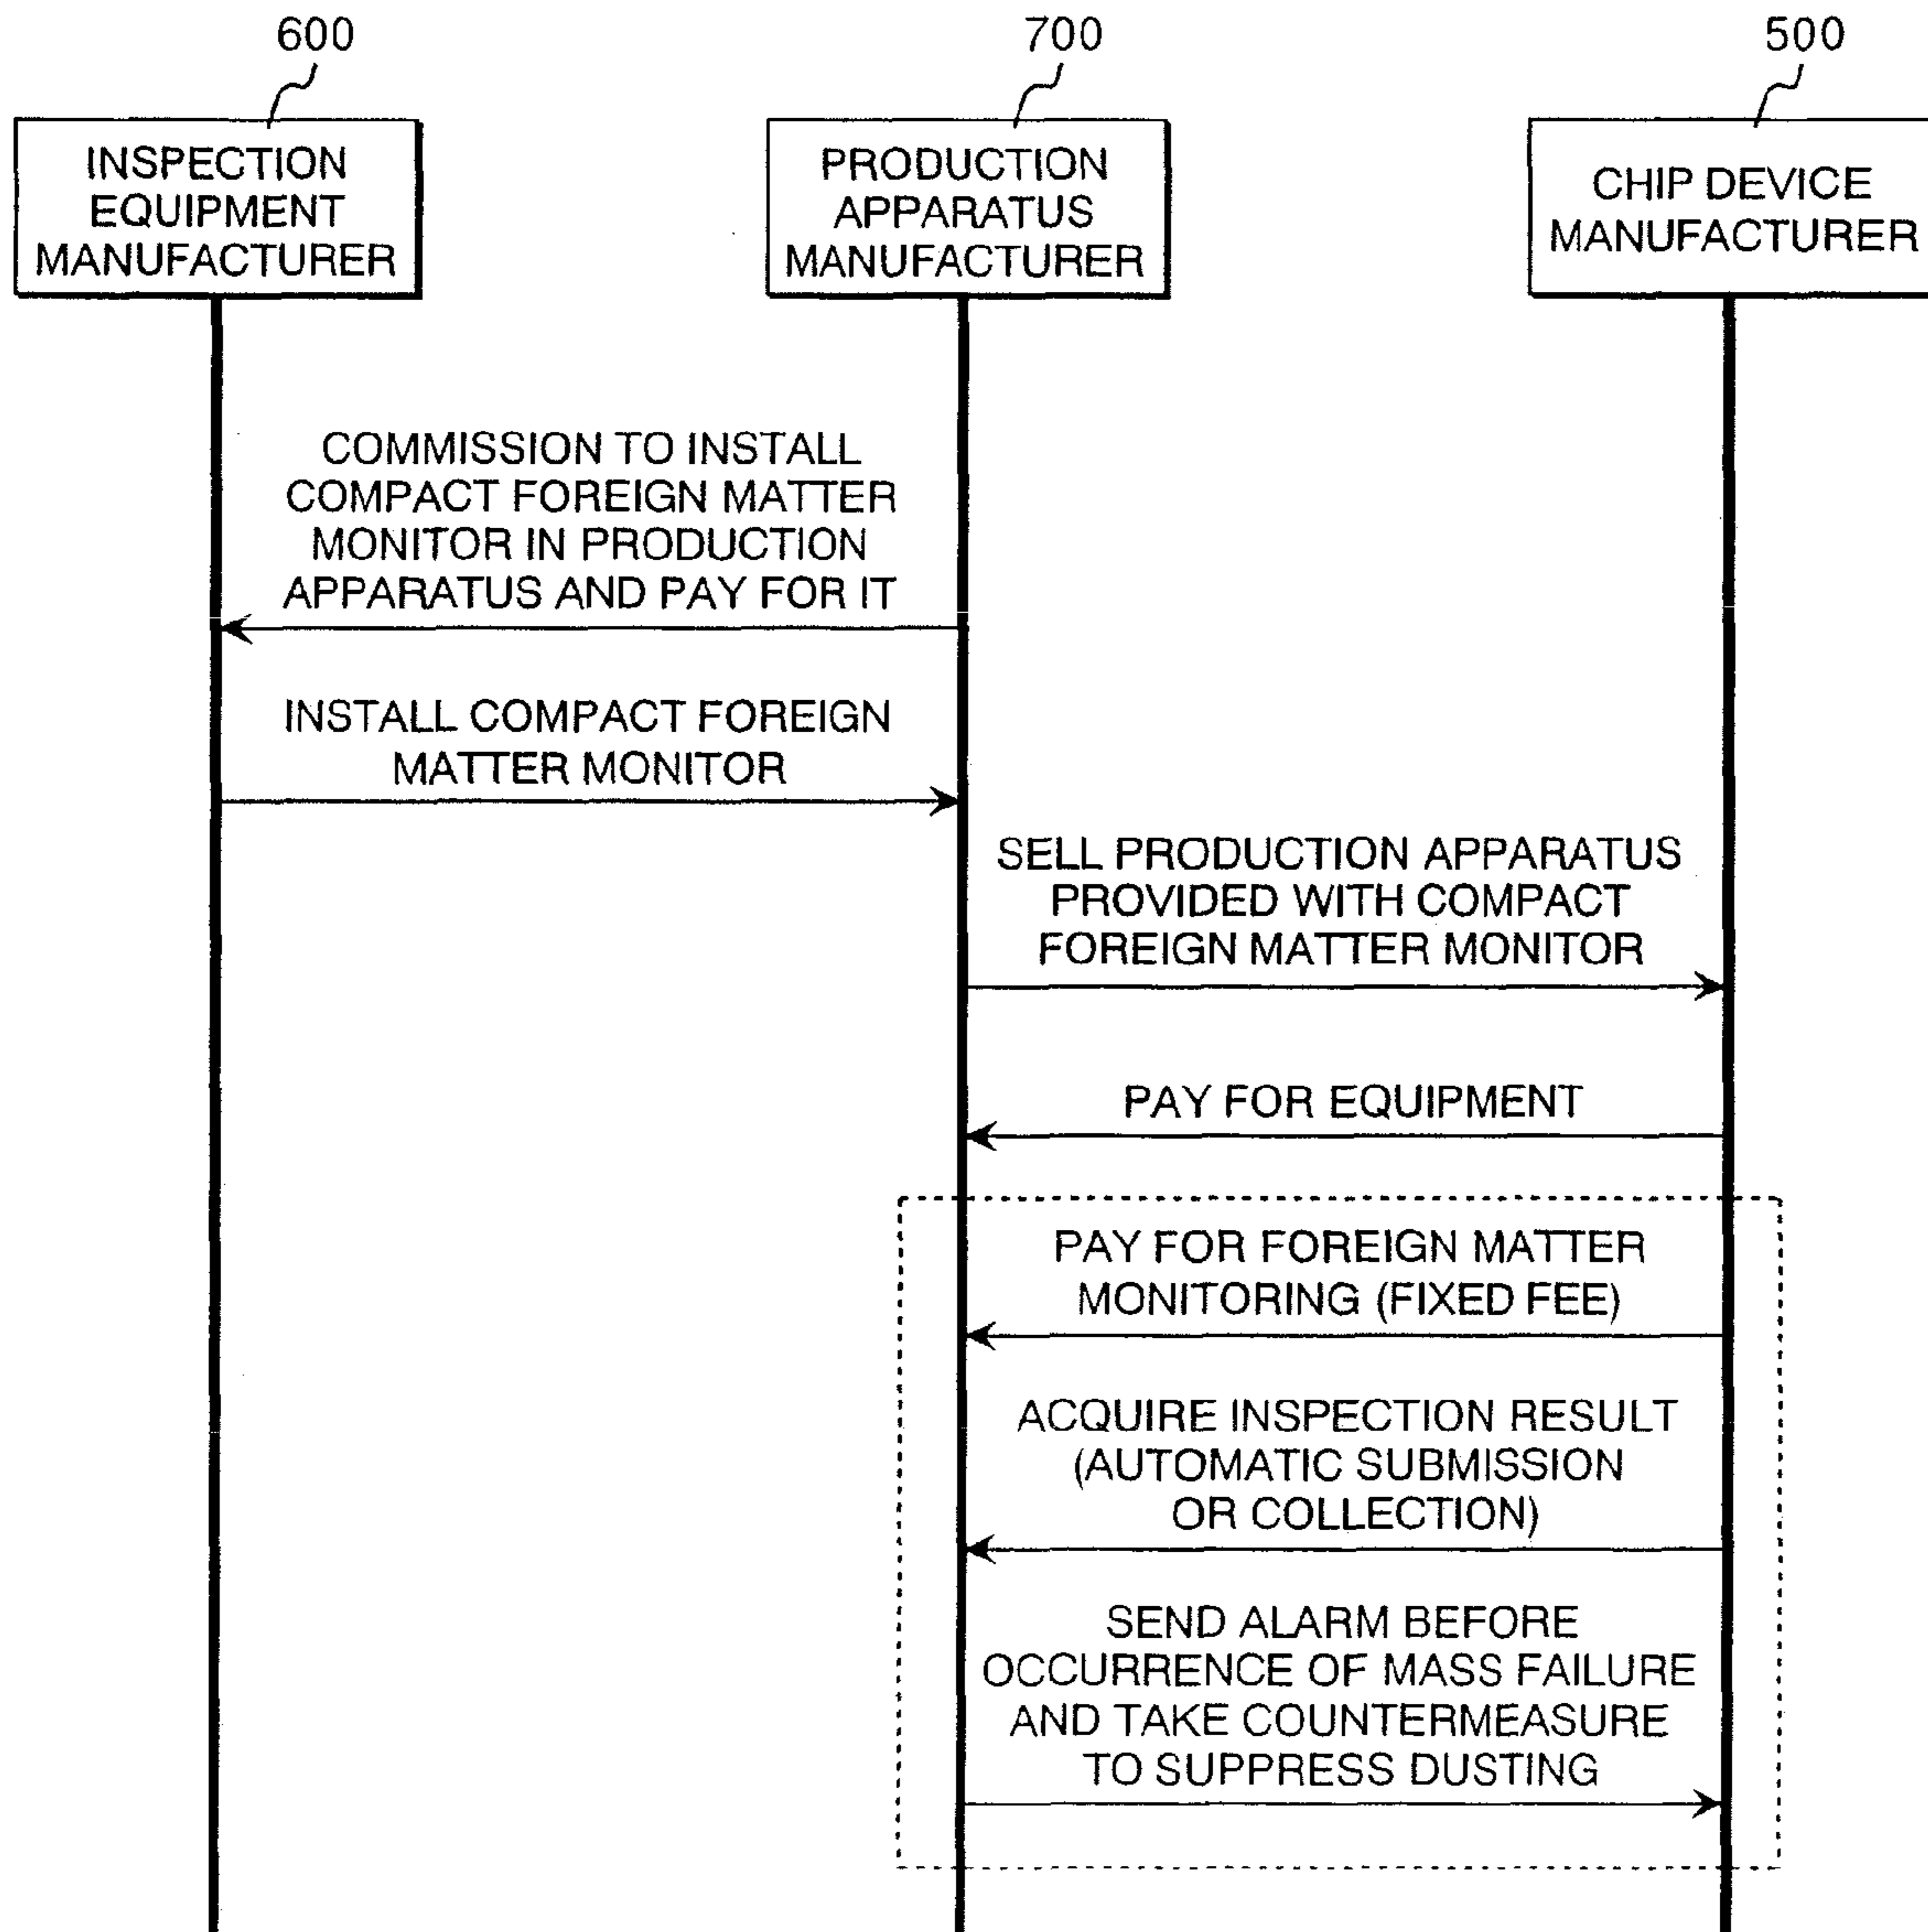 600
700
500
INSPECTION
EQUIPMENT
MANUFACTURER
PRODUCTION
APPARATUS
MANUFACTURER
CHIP DEVICE
MANUFACTURER
COMMISSION TO INSTALL
COMPACT FOREIGN MATTER
MONITOR IN PRODUCTION
APPARATUS AND PAY FOR IT
INSTALL COMPACT FOREIGN
MATTER MONITOR
SELL PRODUCTION APPARATUS
PROVIDED WITH COMPACT
FOREIGN MATTER MONITOR
PAY FOR EQUIPMENT
PAY FOR FOREIGN MATTER
MONITORING (FIXED FEE)
ACQUIRE INSPECTION RESULT
(AUTOMATIC SUBMISSION
OR COLLECTION)
SEND ALARM BEFORE
OCCURRENCE OF MASS FAILURE
AND TAKE COUNTERMEASURE
TO SUPPRESS DUSTING